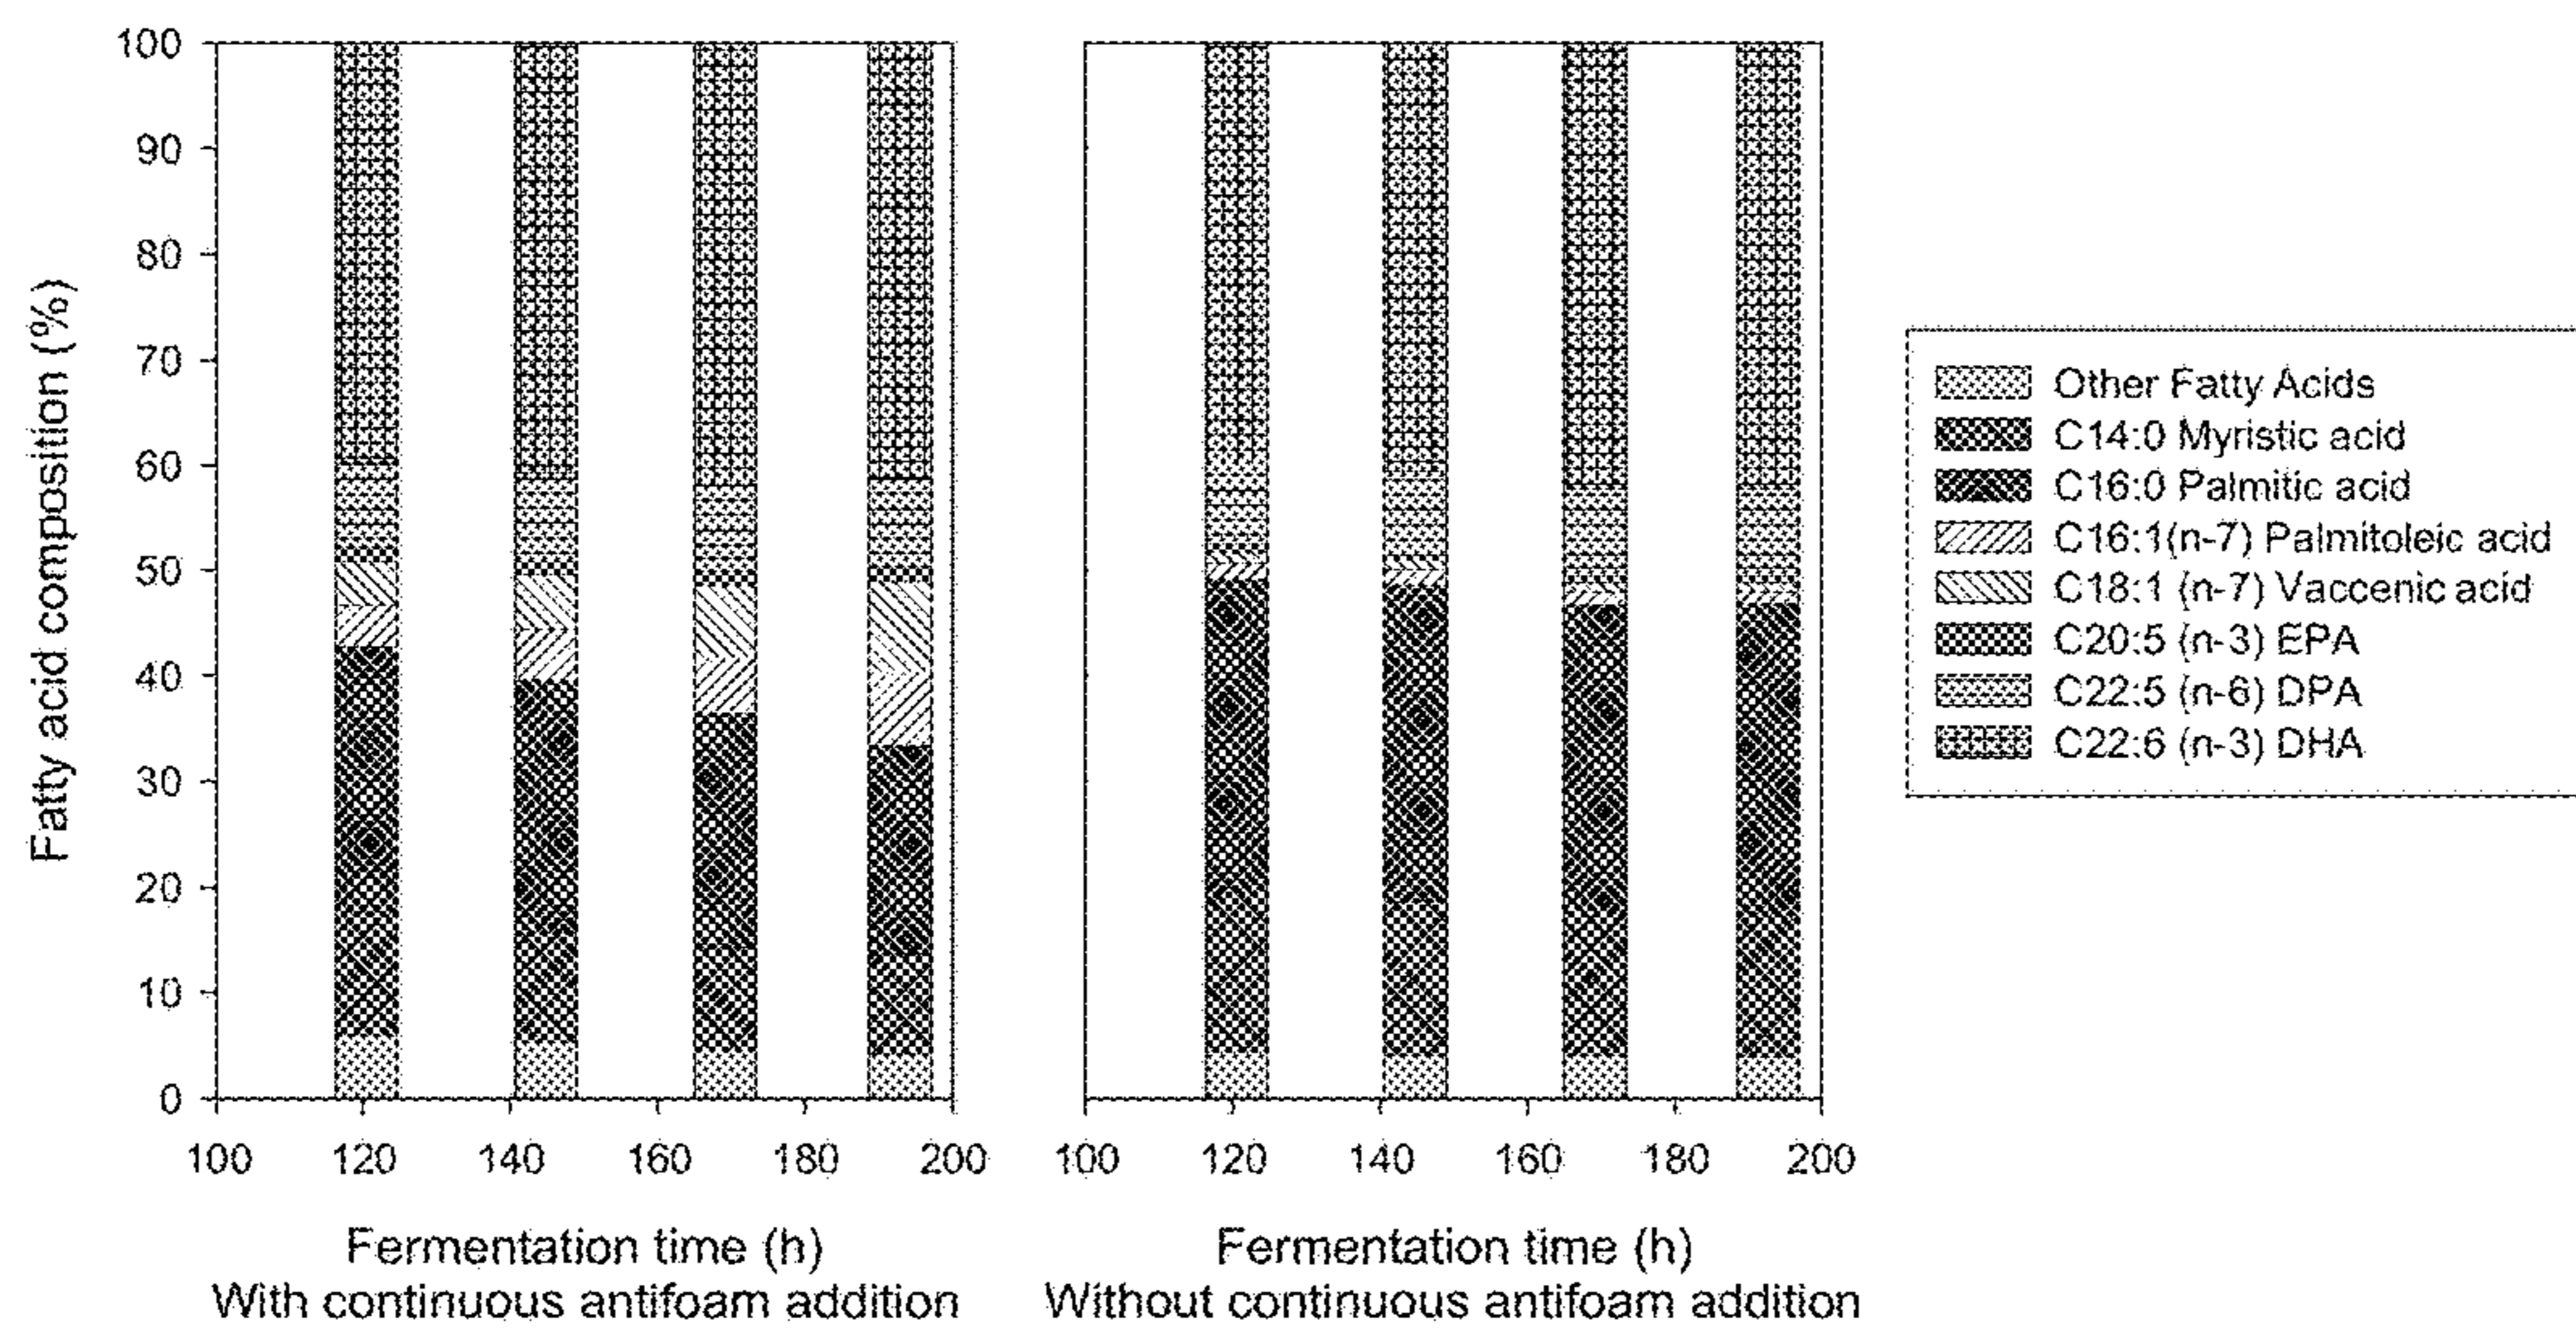 Fatty acid composition (%)
100
90
80
70
60
50
40
30
20
10
0
100 120 140 160 180 200
100 120 140 160 180 200
Fermentation time (h)
With continuous antifoam addition
Fermentation time (h)
Without continuous antifoam addition
Other Fatty Acids
C14:0 Myristic acid
C16:0 Palmitic acid
C16:1(n-7) Palmitoleic acid
C18:1 (n-7) Vaccenic acid
C20:5 (n-3) EPA
C22:5 (n-6) DPA
C22:6 (n-3) DHA